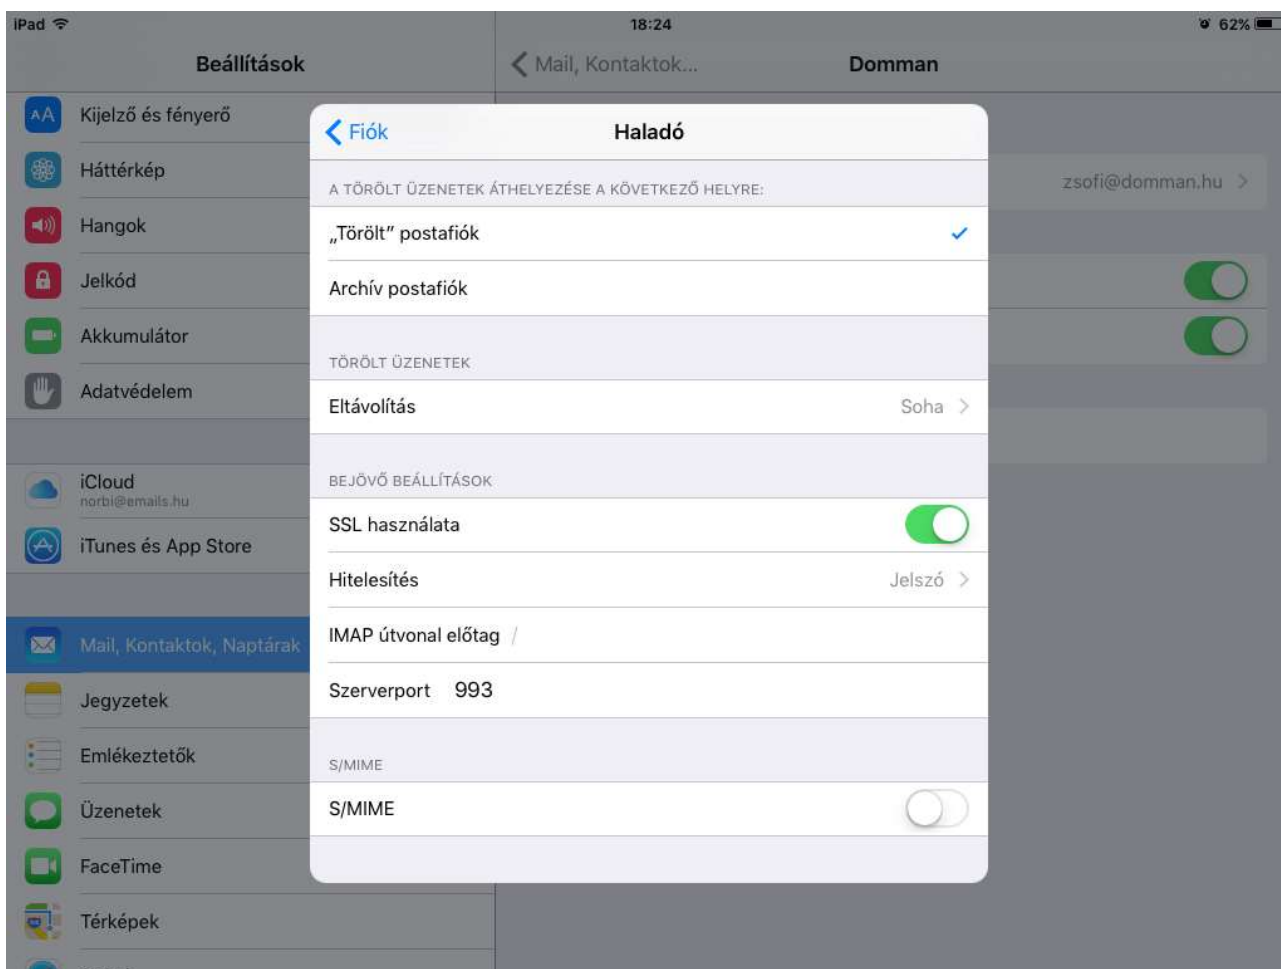 iPad 18:24 62%
Beállítások
Mail, Kontaktok... Domman
Kijelző és fényerő
Háttérkép
Hangok
Jelkód
Akkumulátor
Adatvédelem
iCloud
norbi@emails.hu
iTunes és App Store
Mail, Kontaktok, Naptárak
Jegyzetek
Emlékeztetők
Üzenetek
FaceTime
Térképek
zsofi@domman.hu
Fiók Haladó
A TÖRÖLT ÜZENETEK ÁTHELYEZÉSE A KÖVETKEZŐ HELYRE:
„Törölt” postafiók
Archív postafiók
TÖRÖLT ÜZENETEK
Eltávolítás Soha
BEJÖVŐ BEÁLLÍTÁSOK
SSL használata
Hitelesítés Jelszó
IMAP útvonal előtag /
Szerverport 993
S/MIME
S/MIME